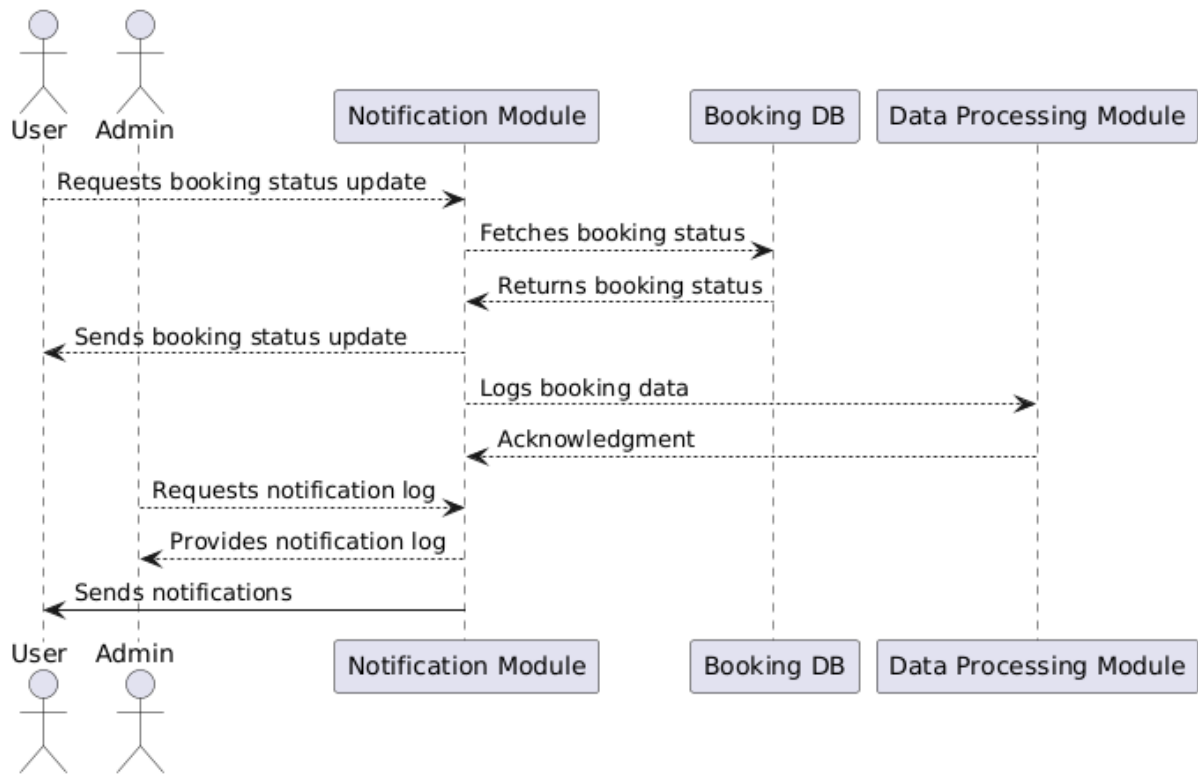 User
Admin
Notification Module
Booking DB
Data Processing Module
Requests booking status update
Fetches booking status
Returns booking status
Sends booking status update
Logs booking data
Acknowledgment
Requests notification log
Provides notification log
Sends notifications
User
Admin
Notification Module
Booking DB
Data Processing Module